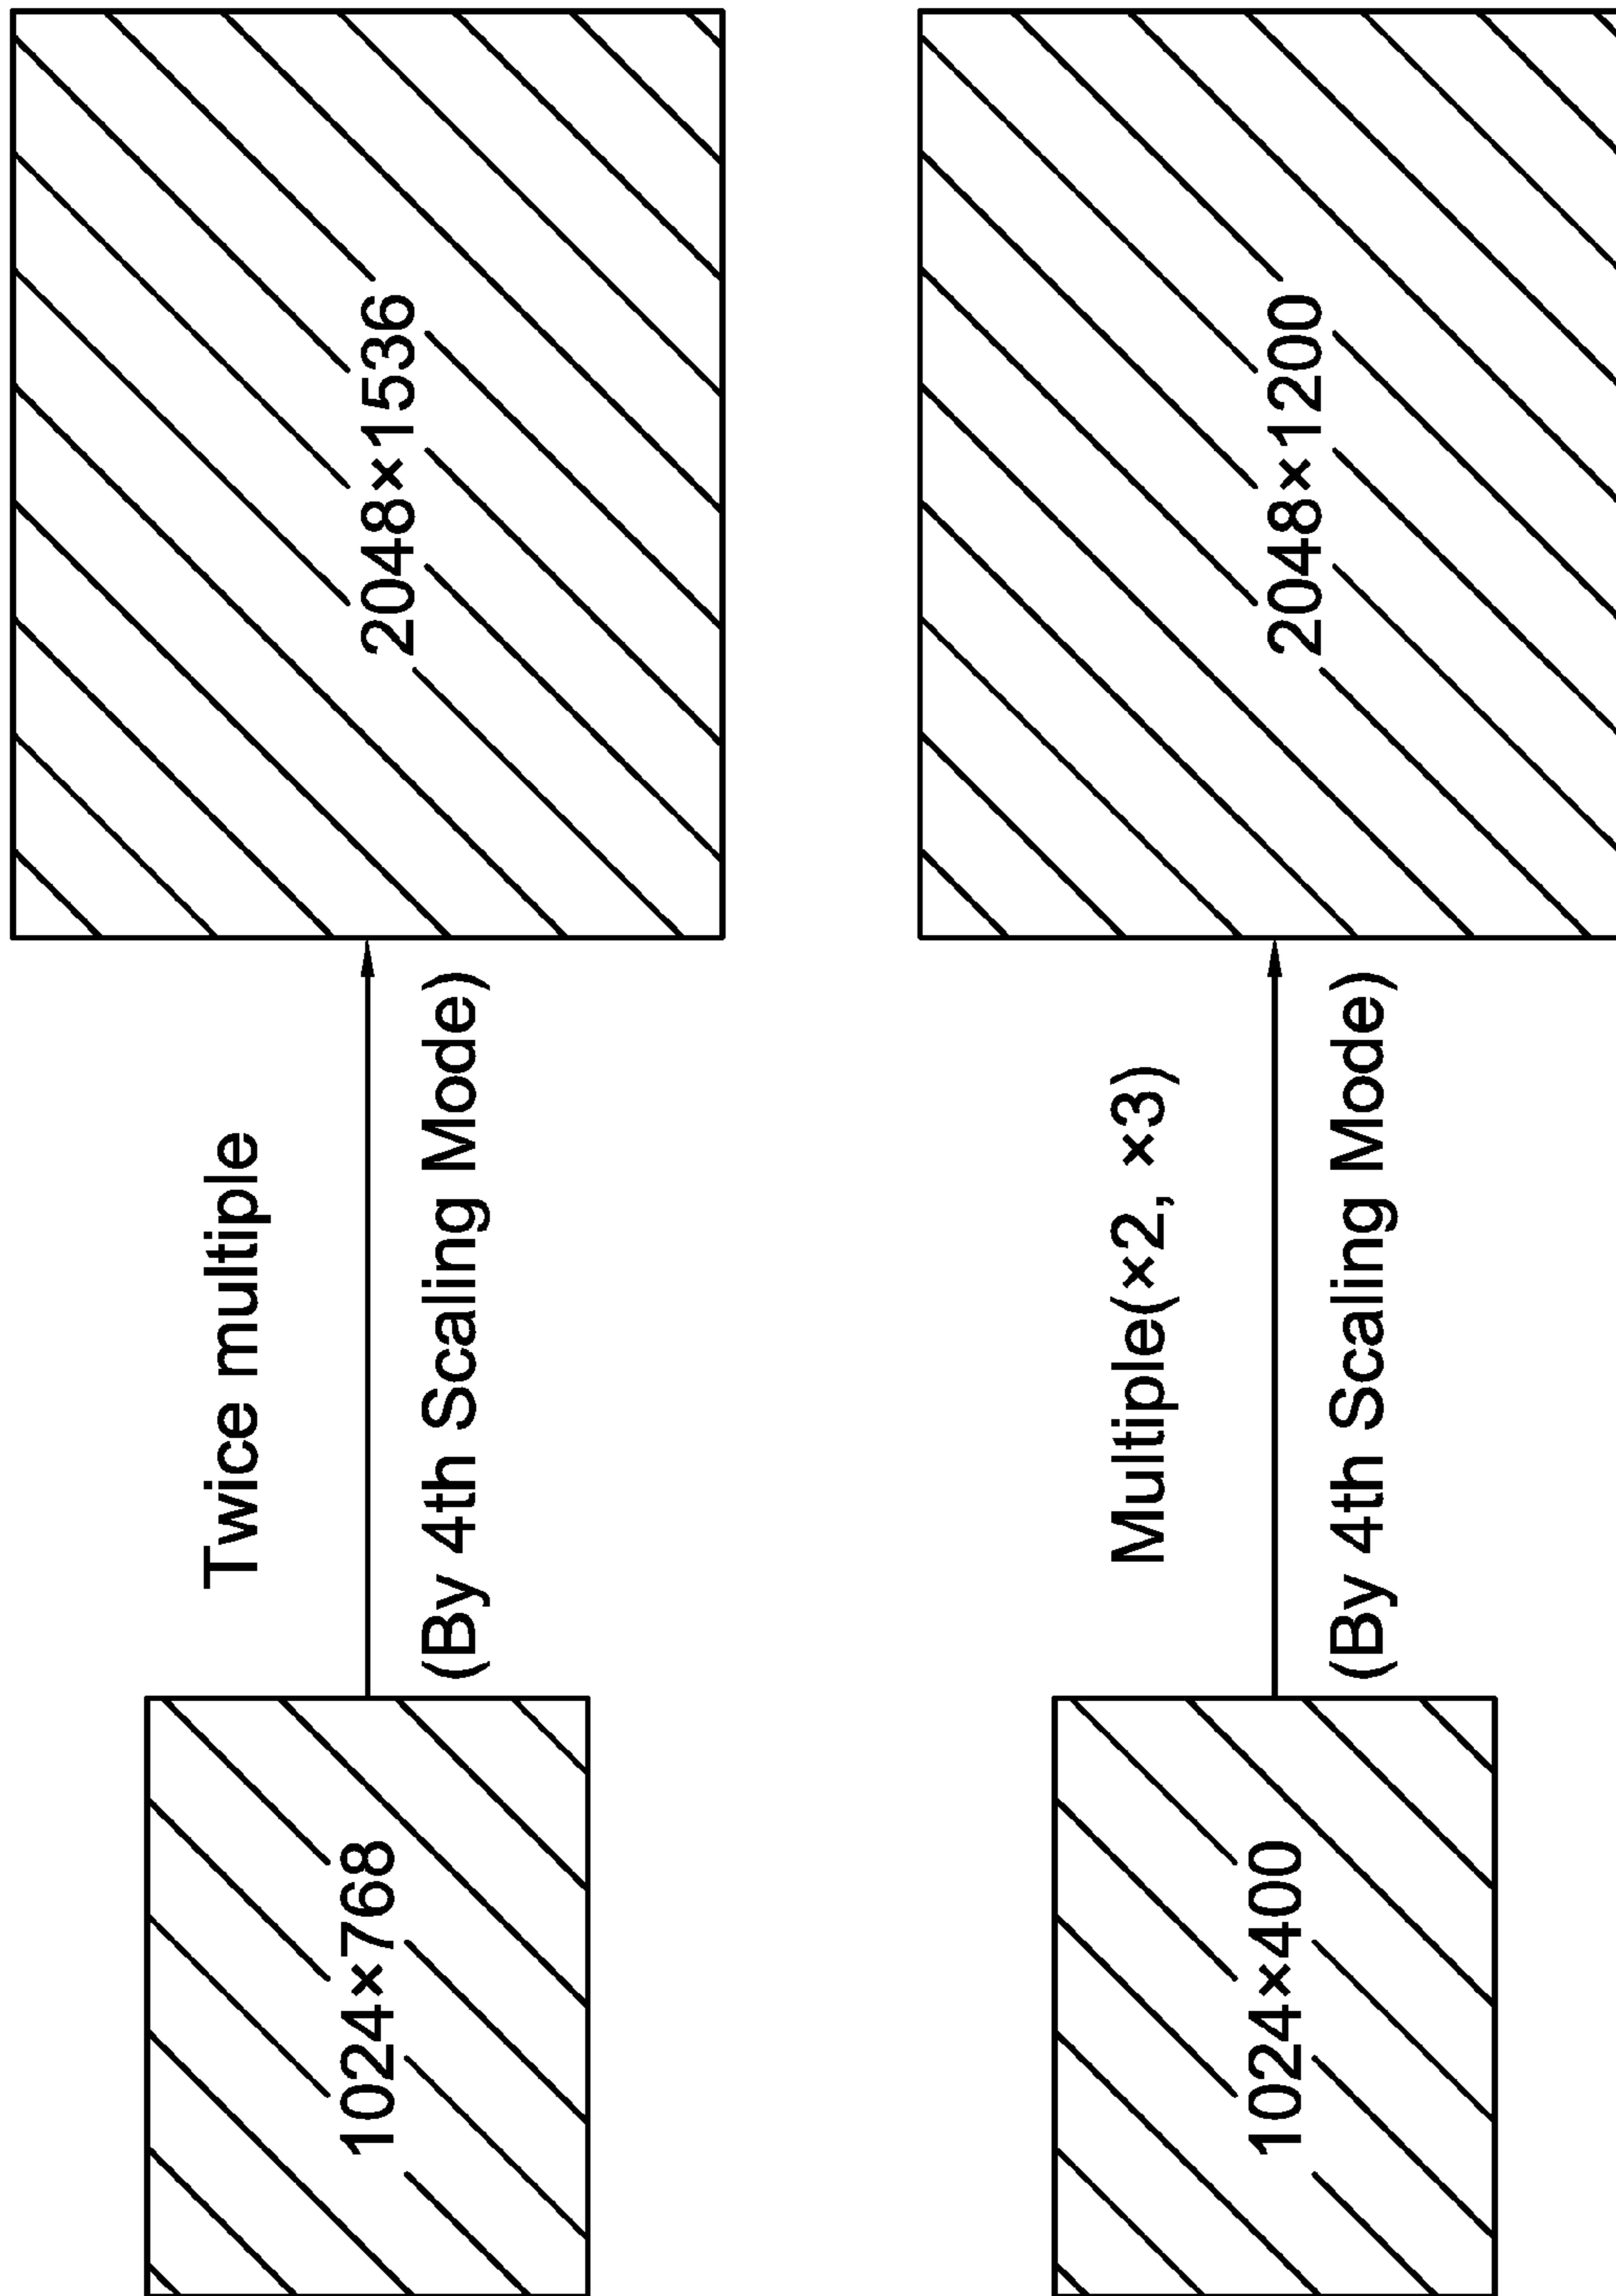 1024×768
Twice multiple
(By 4th Scaling Mode)
2048×1536
1024×400
Multiple(×2, ×3)
(By 4th Scaling Mode)
2048×1200